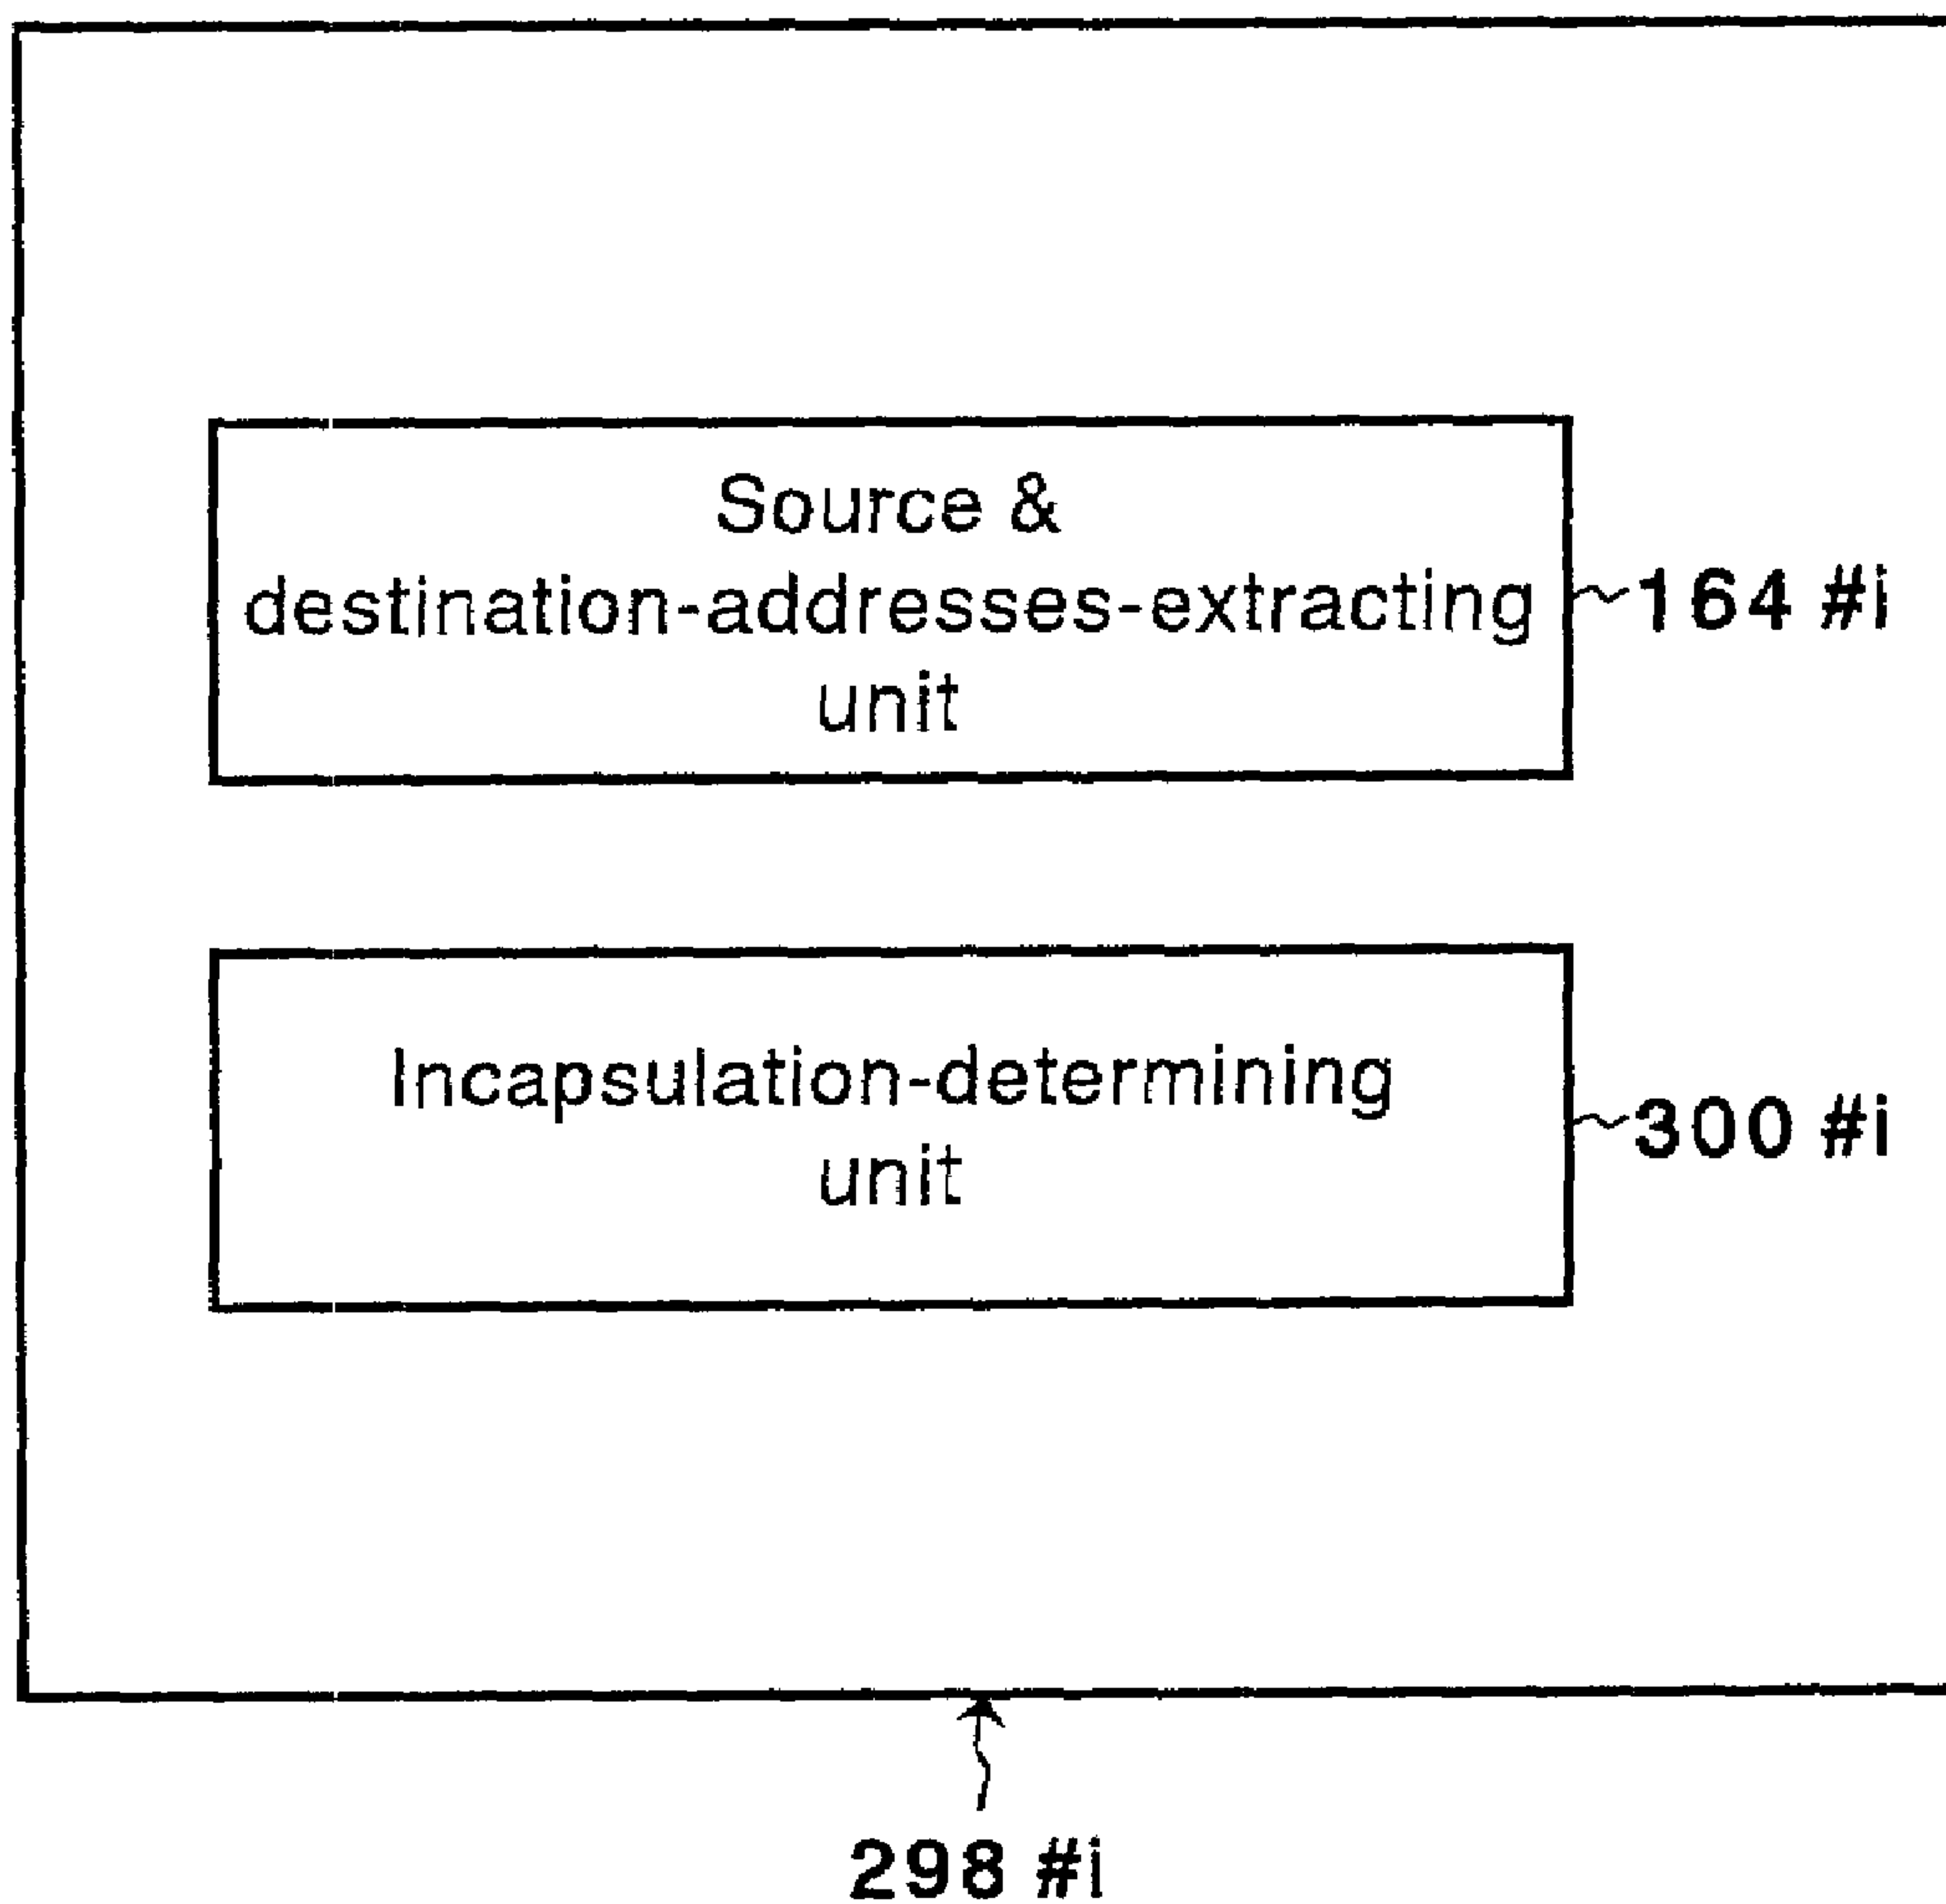 Source &
destination-addresses-extracting
unit
164 #i
Incapsulation-determining
unit
300 #i
298 #i